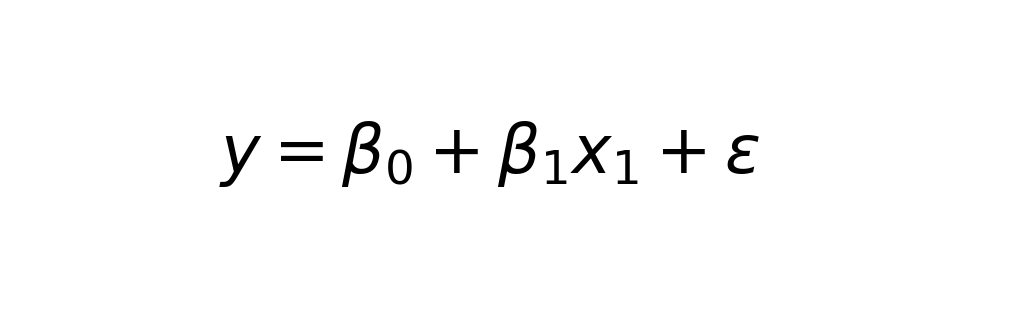 y = β₀ + β₁x₁ + ε